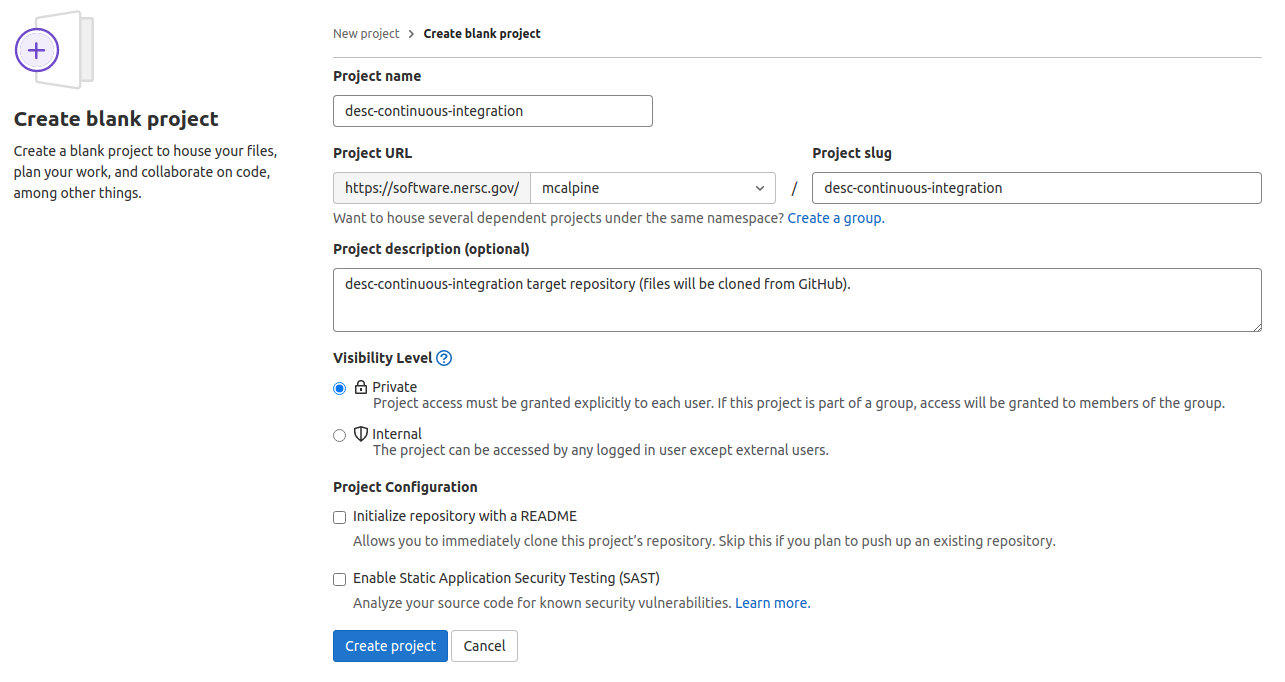 Create blank project
Create a blank project to house your files,
plan your work, and collaborate on code,
among other things.
New project > Create blank project
Project name
desc-continuous-integration
Project URL
Project slug
https://software.nersc.gov/ mcalpine / desc-continuous-integration
Want to house several dependent projects under the same namespace? Create a group.
Project description (optional)
desc-continuous-integration target repository (files will be cloned from GitHub).
Visibility Level ?
Private
Project access must be granted explicitly to each user. If this project is part of a group, access will be granted to members of the group.
Internal
The project can be accessed by any logged in user except external users.
Project Configuration
Initialize repository with a README
Allows you to immediately clone this project’s repository. Skip this if you plan to push up an existing repository.
Enable Static Application Security Testing (SAST)
Analyze your source code for known security vulnerabilities. Learn more.
Create project Cancel